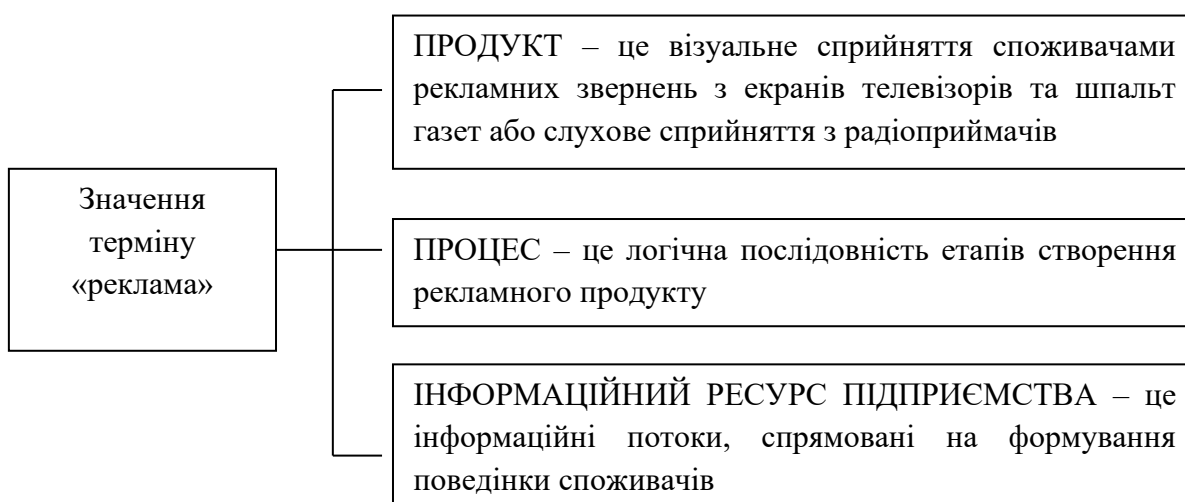 Значення
терміну
«реклама»
ПРОДУКТ – це візуальне сприйняття споживачами
рекламних звернень з екранів телевізорів та шпальт
газет або слухове сприйняття з радіоприймачів
ПРОЦЕС – це логічна послідовність етапів створення
рекламного продукту
ІНФОРМАЦІЙНИЙ РЕСУРС ПІДПРИЄМСТВА – це
інформаційні потоки, спрямовані на формування
поведінки споживачів